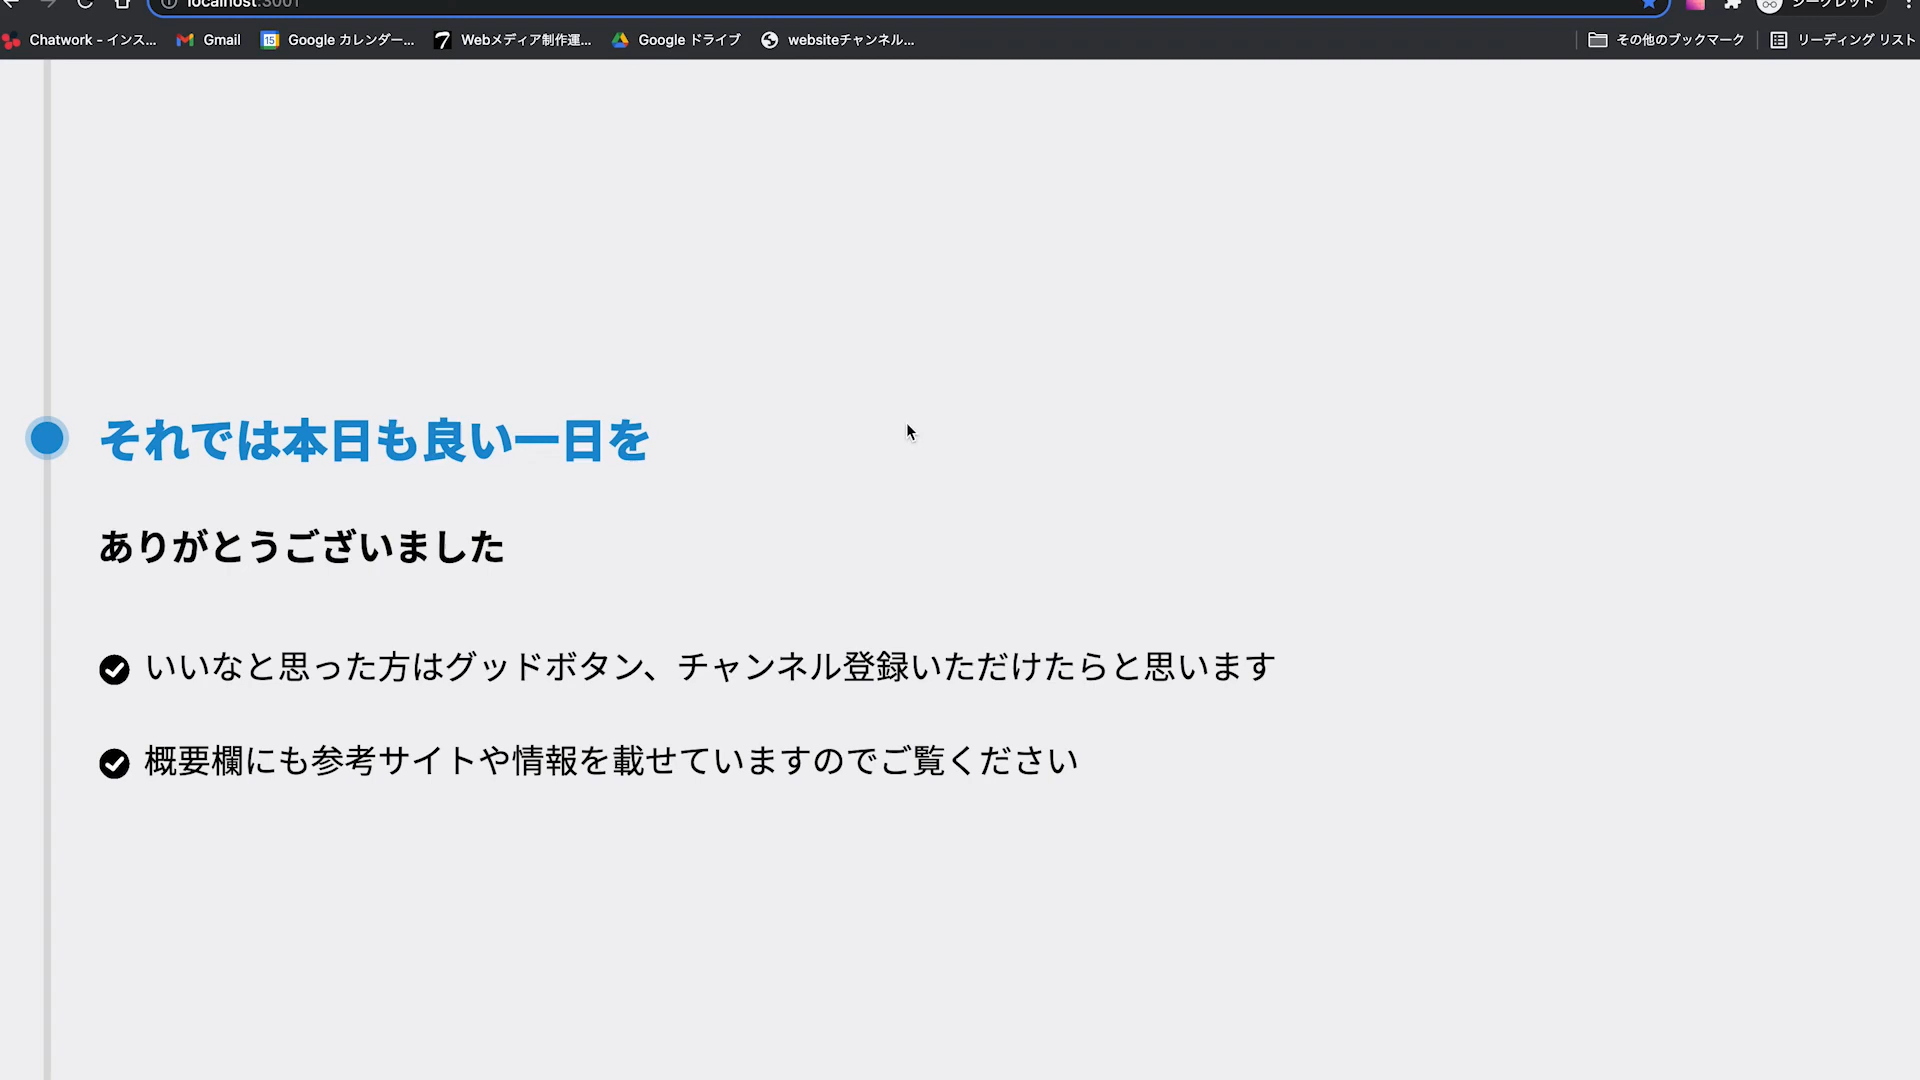 localhost:3001
シークレット
Chatwork - インス...
Gmail
Google カレンダー...
Webメディア制作運...
Google ドライブ
websiteチャンネル...
その他のブックマーク
リーディング リスト
それでは本日も良い一日を
ありがとうございました
いいなと思った方はグッドボタン、チャンネル登録いただけたらと思います
概要欄にも参考サイトや情報を載せていますのでご覧ください